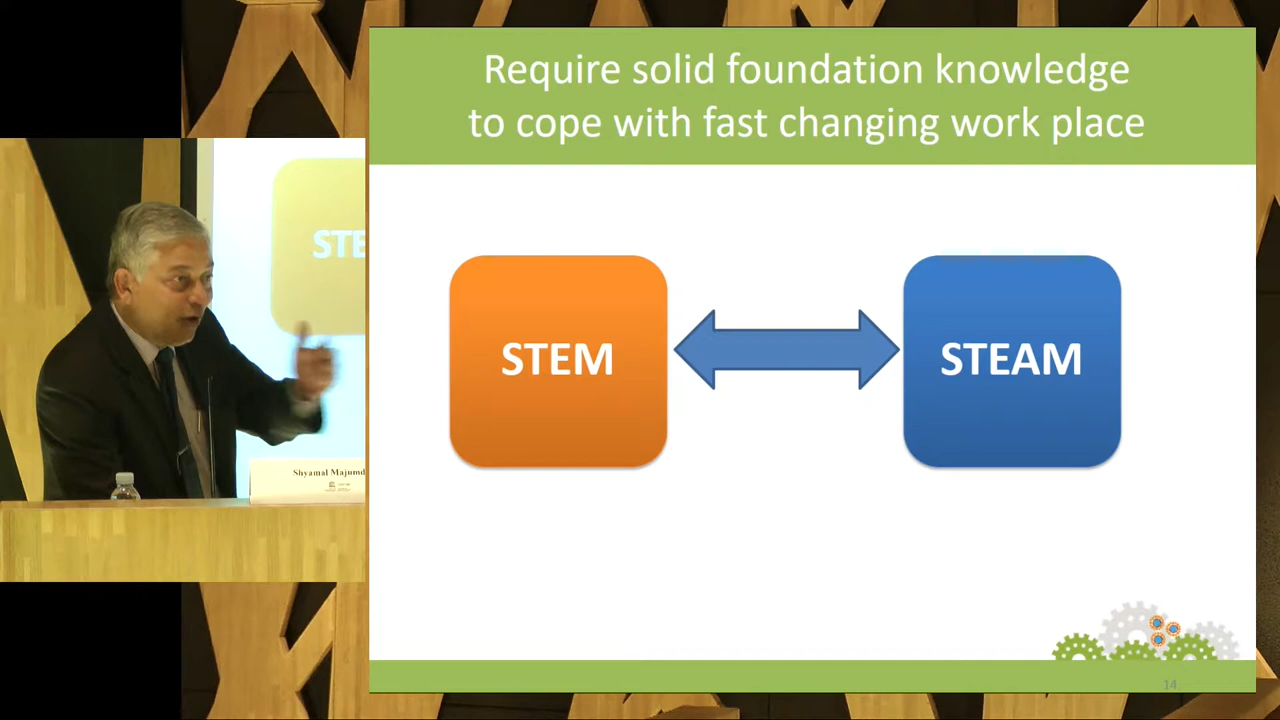 Require solid foundation knowledge
to cope with fast changing work place
STE
STEM
STEAM
Shyamal Majumd
14